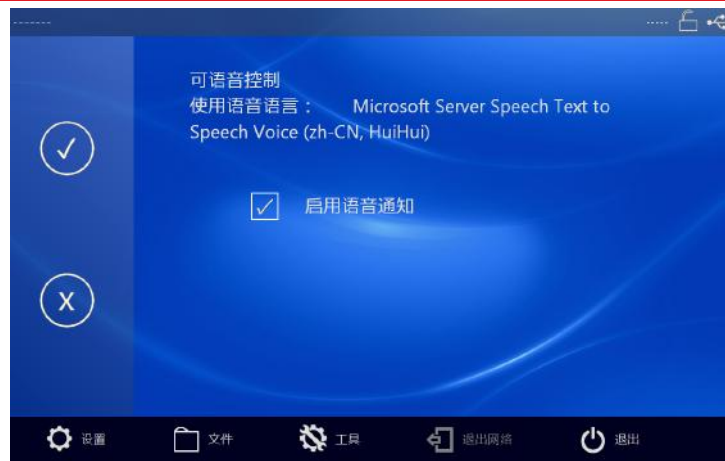 可语音控制
使用语音语言： Microsoft Server Speech Text to
Speech Voice (zh-CN, HuiHui)
启用语音通知
X
设置 文件 工具 退出网络 退出